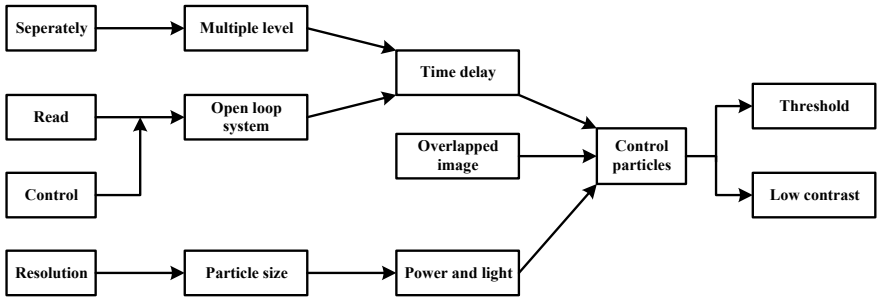 Seperately
Multiple level
Time delay
Read
Open loop
system
Control
Overlapped
image
Control
particles
Threshold
Low contrast
Resolution
Particle size
Power and light